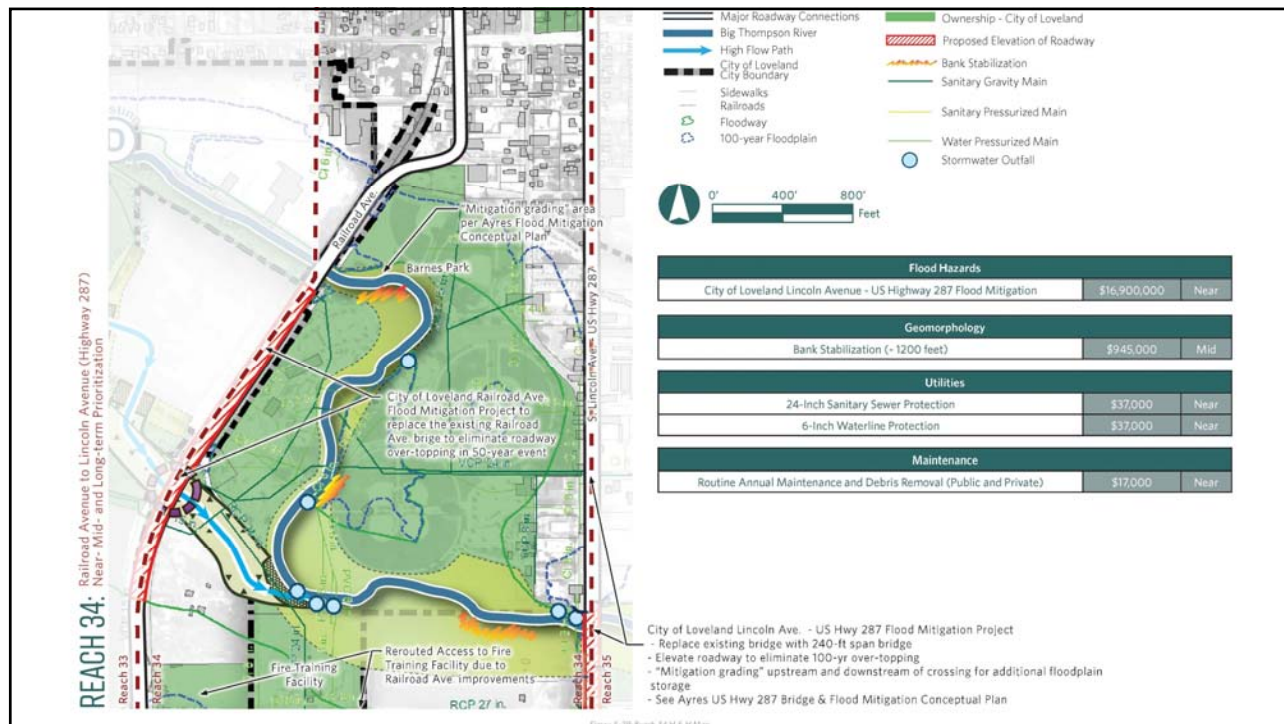 REACH 34:
Railroad Avenue to Lincoln Avenue (Highway 287)
Near- Mid- and Long-term Prioritization
Reach 33
Reach 34
Railroad Ave.
"Mitigation grading" area
per Ayres Flood Mitigation
Conceptual Plan
Barnes Park
City of Loveland Railroad Ave
Flood Mitigation Project to
replace the existing Railroad
Ave. brige to eliminate roadway
over-topping in 50-year event
VCP 24 in.
S. Lincoln Ave. - US Hwy 287
Fire Training
Facility
Rerouted Access to Fire
Training Facility due to
Railroad Ave. improvements
RCP 27 in.
Reach 34
Reach 35
Major Roadway Connections
Big Thompson River
High Flow Path
City of Loveland
City Boundary
Sidewalks
Railroads
Floodway
100-year Floodplain
Ownership - City of Loveland
Proposed Elevation of Roadway
Bank Stabilization
Sanitary Gravity Main
Sanitary Pressurized Main
Water Pressurized Main
Stormwater Outfall
0' 400' 800'
Feet
Flood Hazards
City of Loveland Lincoln Avenue - US Highway 287 Flood Mitigation $16,900,000 Near
Geomorphology
Bank Stabilization (~ 1200 feet) $945,000 Mid
Utilities
24-Inch Sanitary Sewer Protection $37,000 Near
6-Inch Waterline Protection $37,000 Near
Maintenance
Routine Annual Maintenance and Debris Removal (Public and Private) $17,000 Near
City of Loveland Lincoln Ave. - US Hwy 287 Flood Mitigation Project
- Replace existing bridge with 240-ft span bridge
- Elevate roadway to eliminate 100-yr over-topping
- "Mitigation grading" upstream and downstream of crossing for additional floodplain
storage
- See Ayres US Hwy 287 Bridge & Flood Mitigation Conceptual Plan